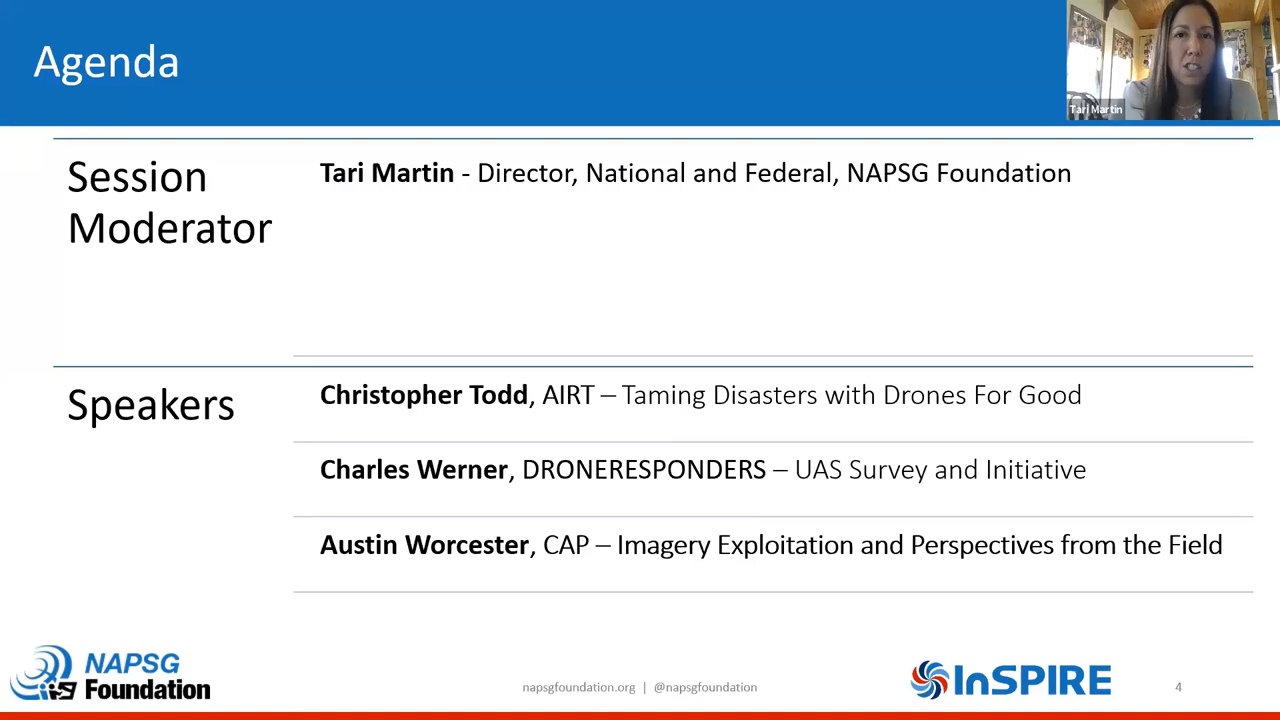 Agenda
Tari Martin
Session
Moderator
Tari Martin - Director, National and Federal, NAPSG Foundation
Speakers
Christopher Todd, AIRT – Taming Disasters with Drones For Good
Charles Werner, DRONERESPONDERS – UAS Survey and Initiative
Austin Worcester, CAP – Imagery Exploitation and Perspectives from the Field
NAPSG
Foundation
napsgfoundation.org | @napsgfoundation
InSPIRE
4